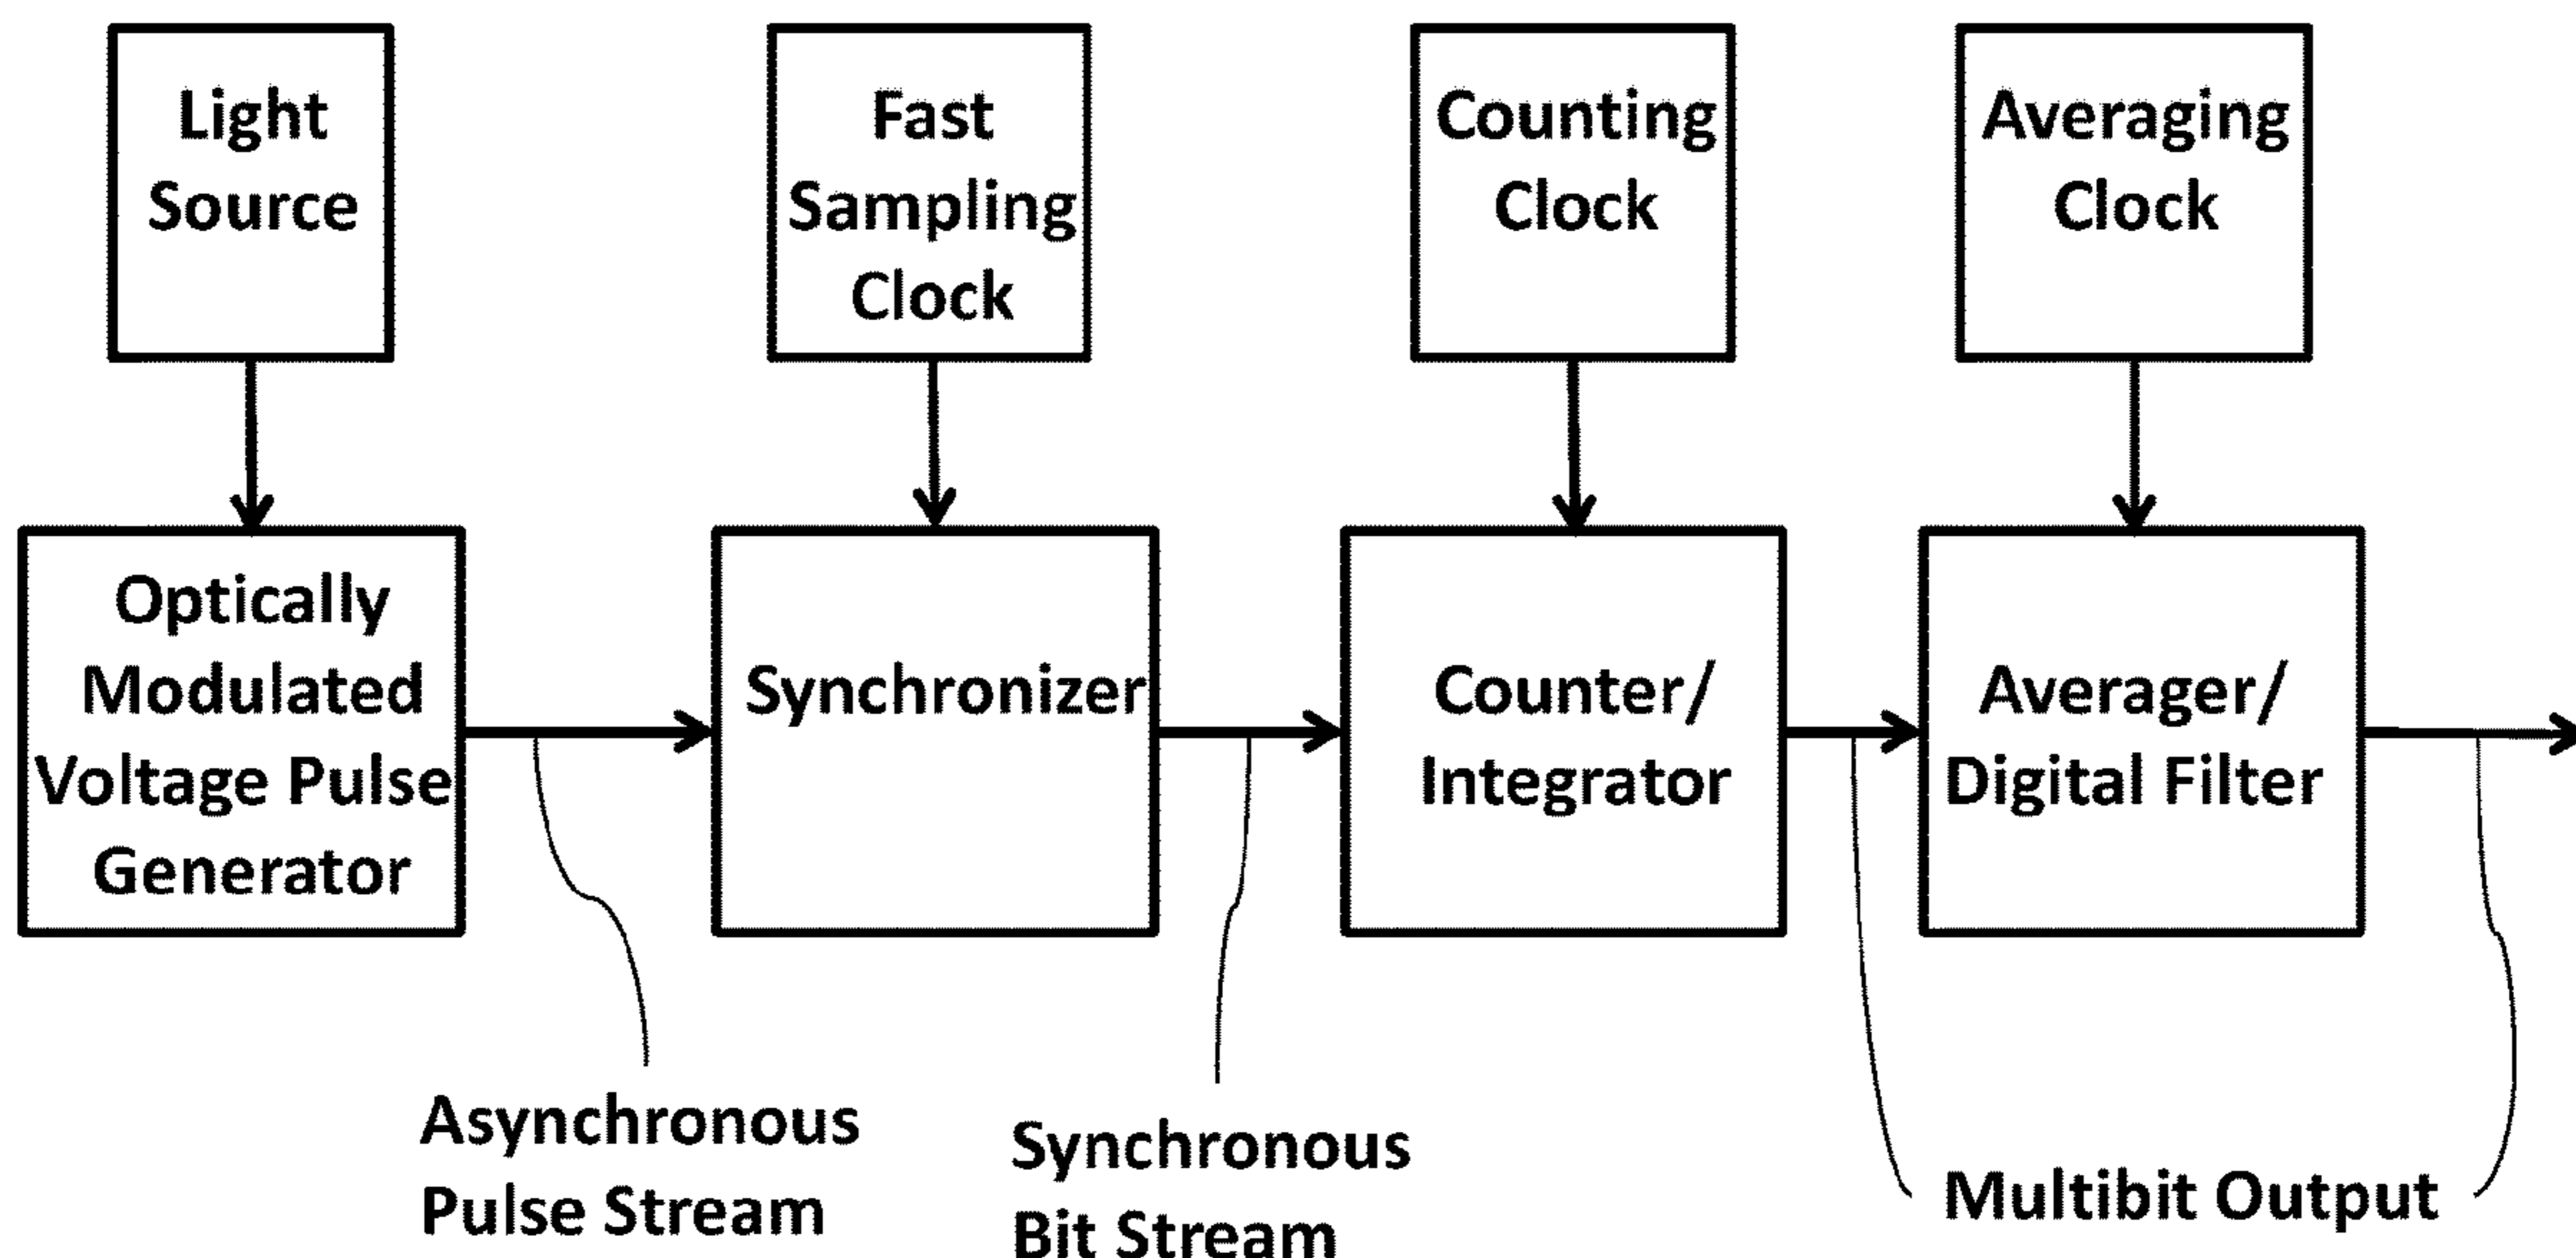 Light
Source
Fast
Sampling
Clock
Counting
Clock
Averaging
Clock
Optically
Modulated
Voltage Pulse
Generator
Synchronizer
Counter/
Integrator
Averager/
Digital Filter
Asynchronous
Pulse Stream
Synchronous
Bit Stream
Multibit Output